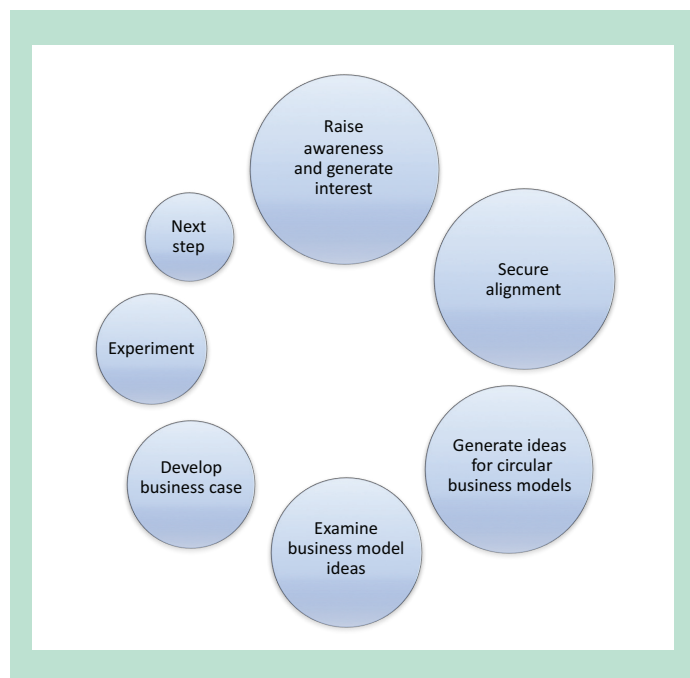 Raise
awareness
and generate
interest
Secure
alignment
Generate ideas
for circular
business models
Examine
business model
ideas
Develop
business case
Experiment
Next
step